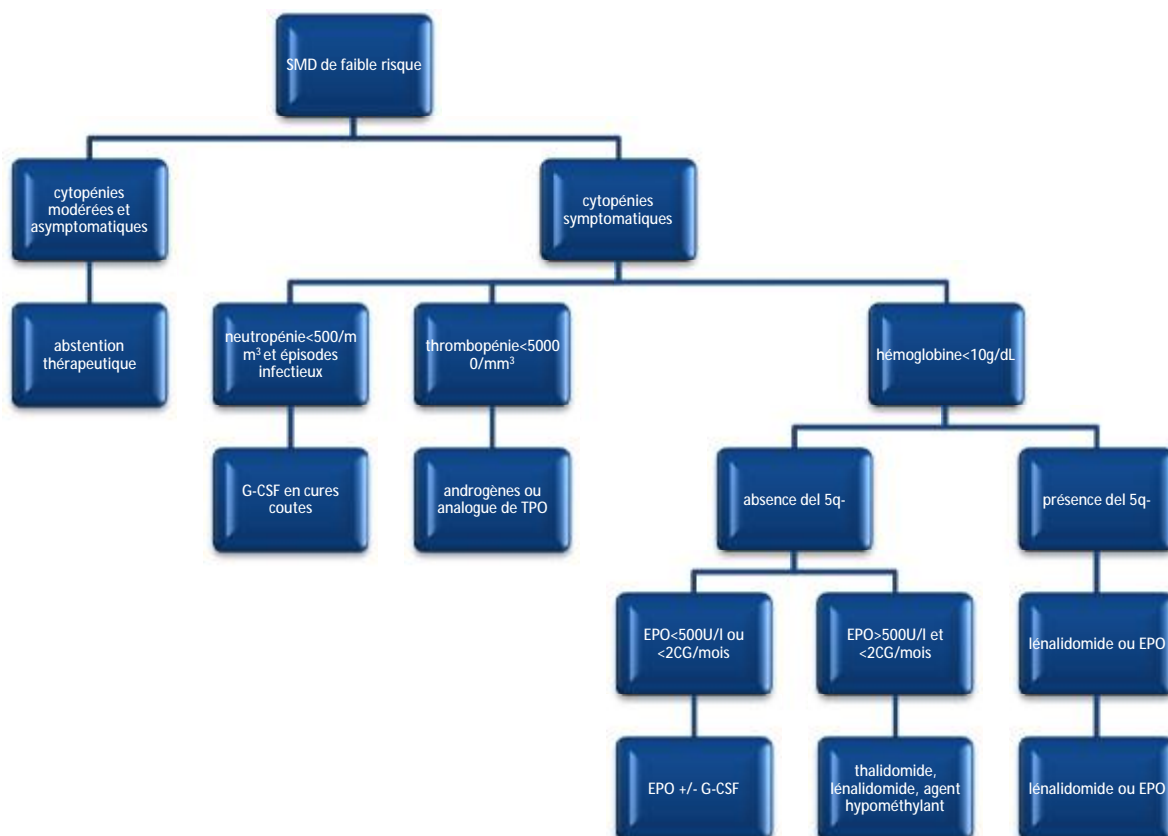 SMD de faible risque
cytopénies
modérées et
asymptomatiques
cytopénies
symptomatiques
abstention
thérapeutique
neutropénie<500/m
m³ et épisodes
infectieux
thrombopénie<5000
0/mm³
hémoglobine<10g/dL
G-CSF en cures
coutes
androgènes ou
analogue de TPO
absence del 5q-
présence del 5q-
EPO<500U/l ou
<2CG/mois
EPO>500U/l et
<2CG/mois
lénalidomide ou EPO
EPO +/- G-CSF
thalidomide,
lénalidomide, agent
hypométhylant
lénalidomide ou EPO